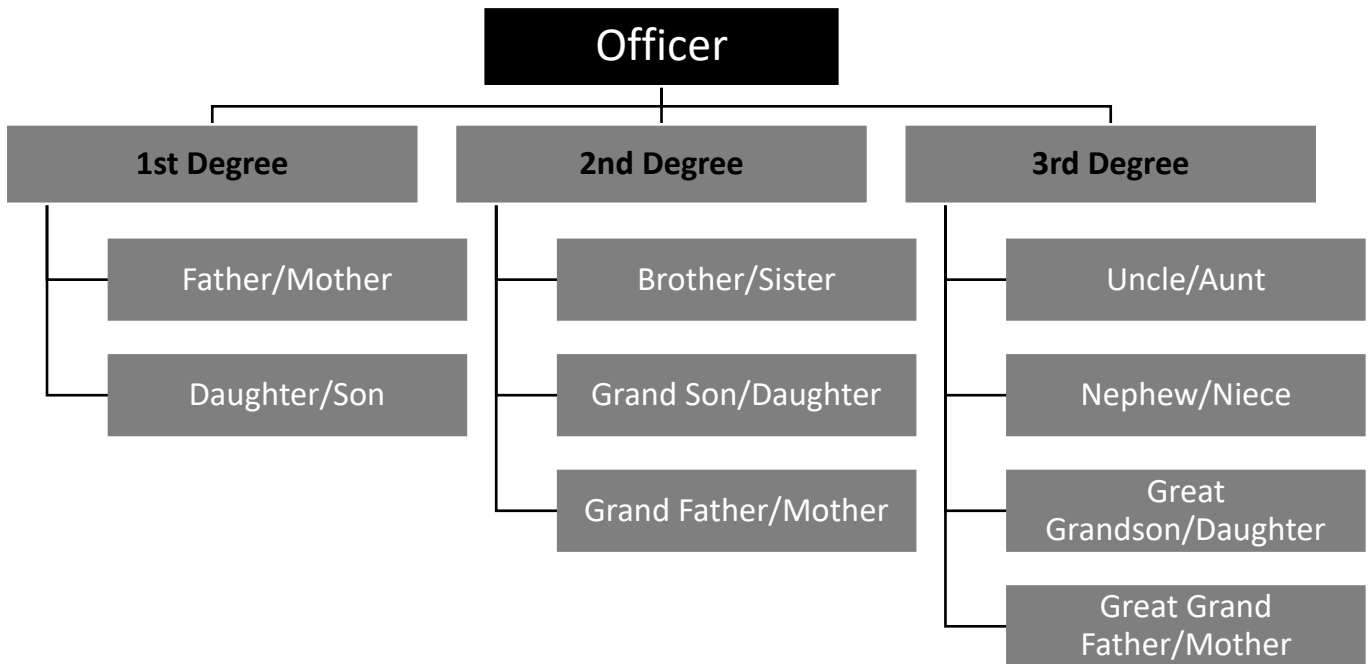 Officer
1st Degree
Father/Mother
Daughter/Son
2nd Degree
Brother/Sister
Grand Son/Daughter
Grand Father/Mother
3rd Degree
Uncle/Aunt
Nephew/Niece
Great
Grandson/Daughter
Great Grand
Father/Mother